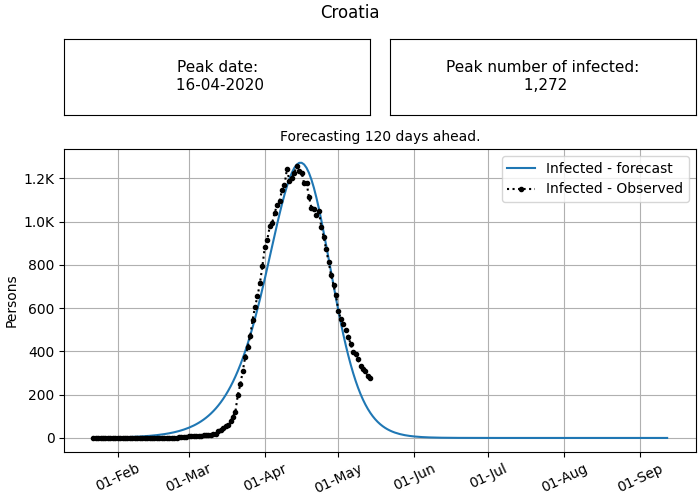 Croatia
Peak date:
16-04-2020
Peak number of infected:
1,272
Forecasting 120 days ahead.
Infected - forecast
Infected - Observed
1.2K
1.0K
800
600
400
200
0
Persons
01-Feb
01-Mar
01-Apr
01-May
01-Jun
01-Jul
01-Aug
01-Sep